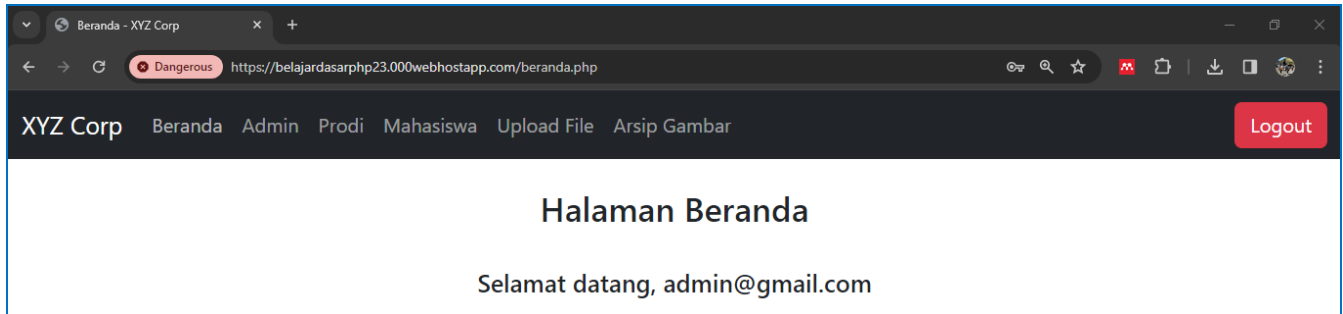 Beranda - XYZ Corp
Dangerous https://belajardasarphp23.000webhostapp.com/beranda.php
XYZ Corp Beranda Admin Prodi Mahasiswa Upload File Arsip Gambar Logout
Halaman Beranda
Selamat datang, admin@gmail.com